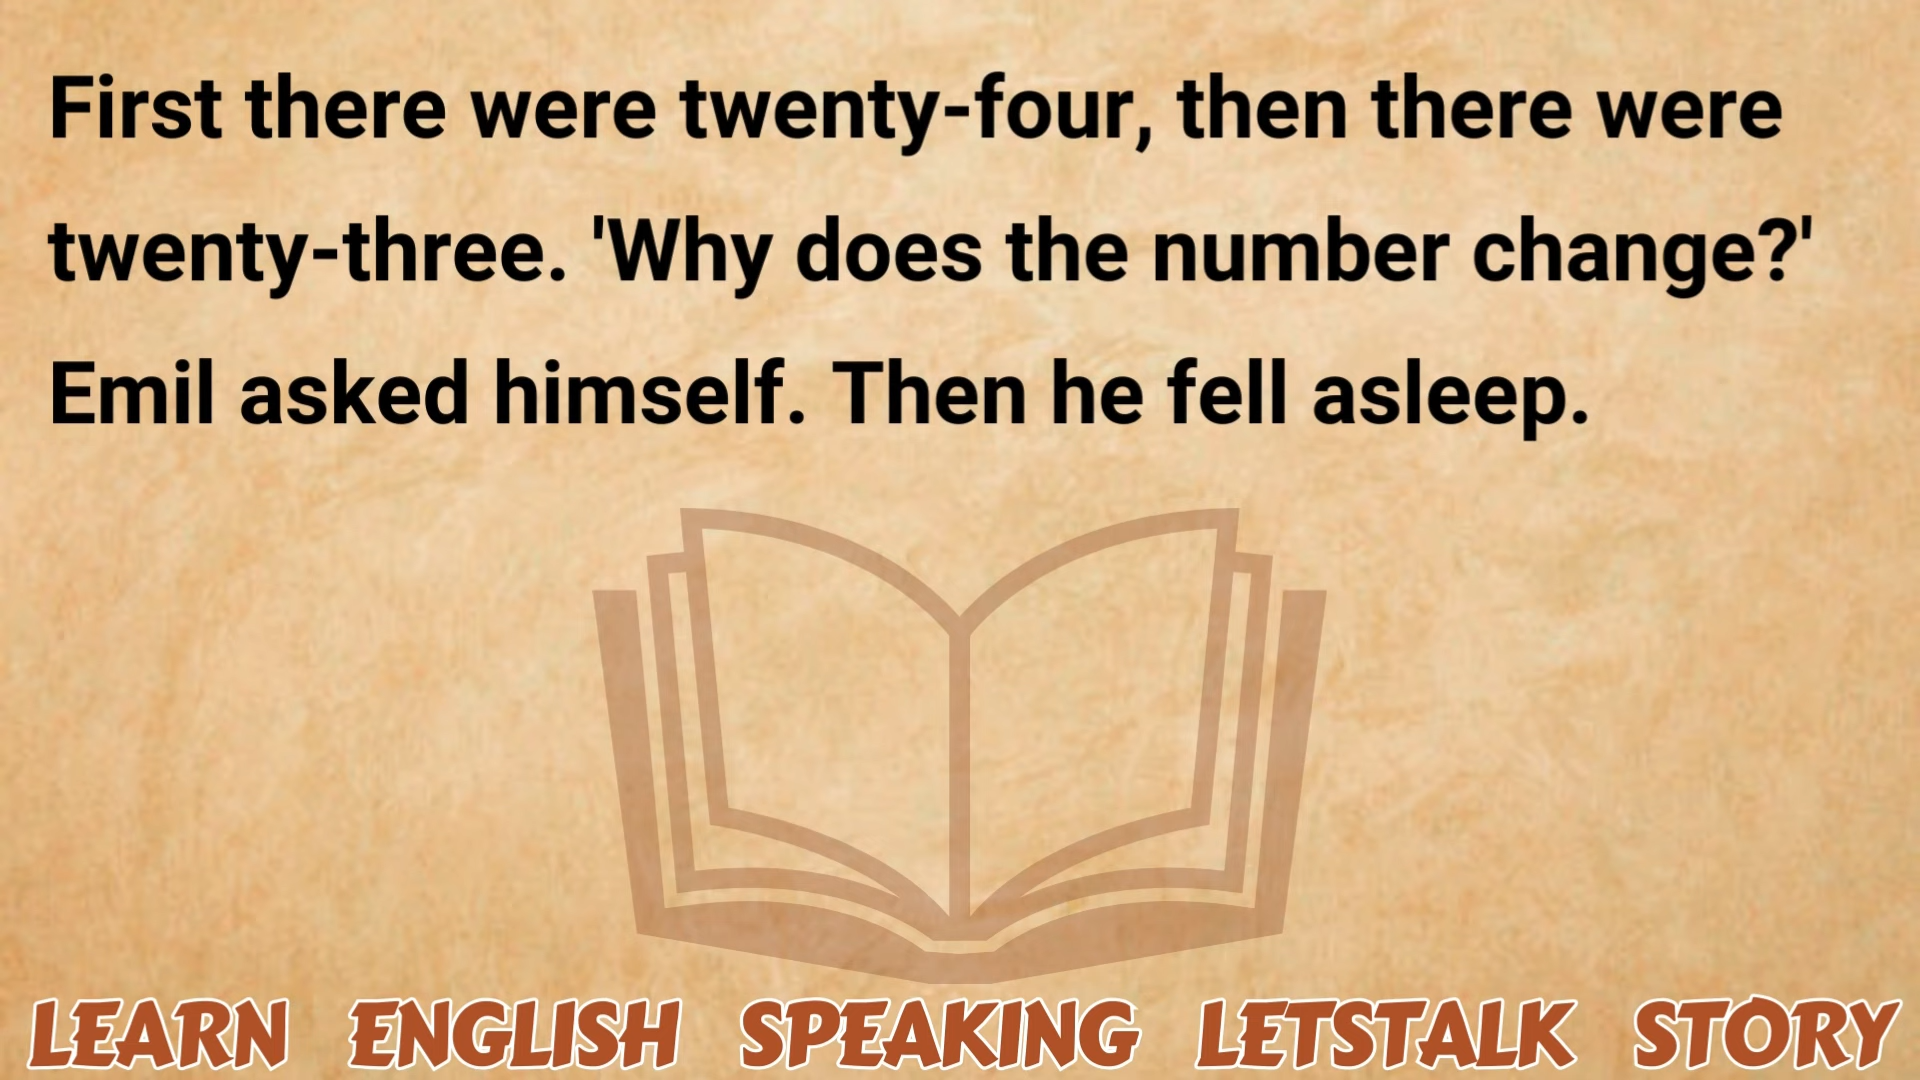 First there were twenty-four, then there were
twenty-three. 'Why does the number change?'
Emil asked himself. Then he fell asleep.
LEARN ENGLISH SPEAKING LETSTALK STORY